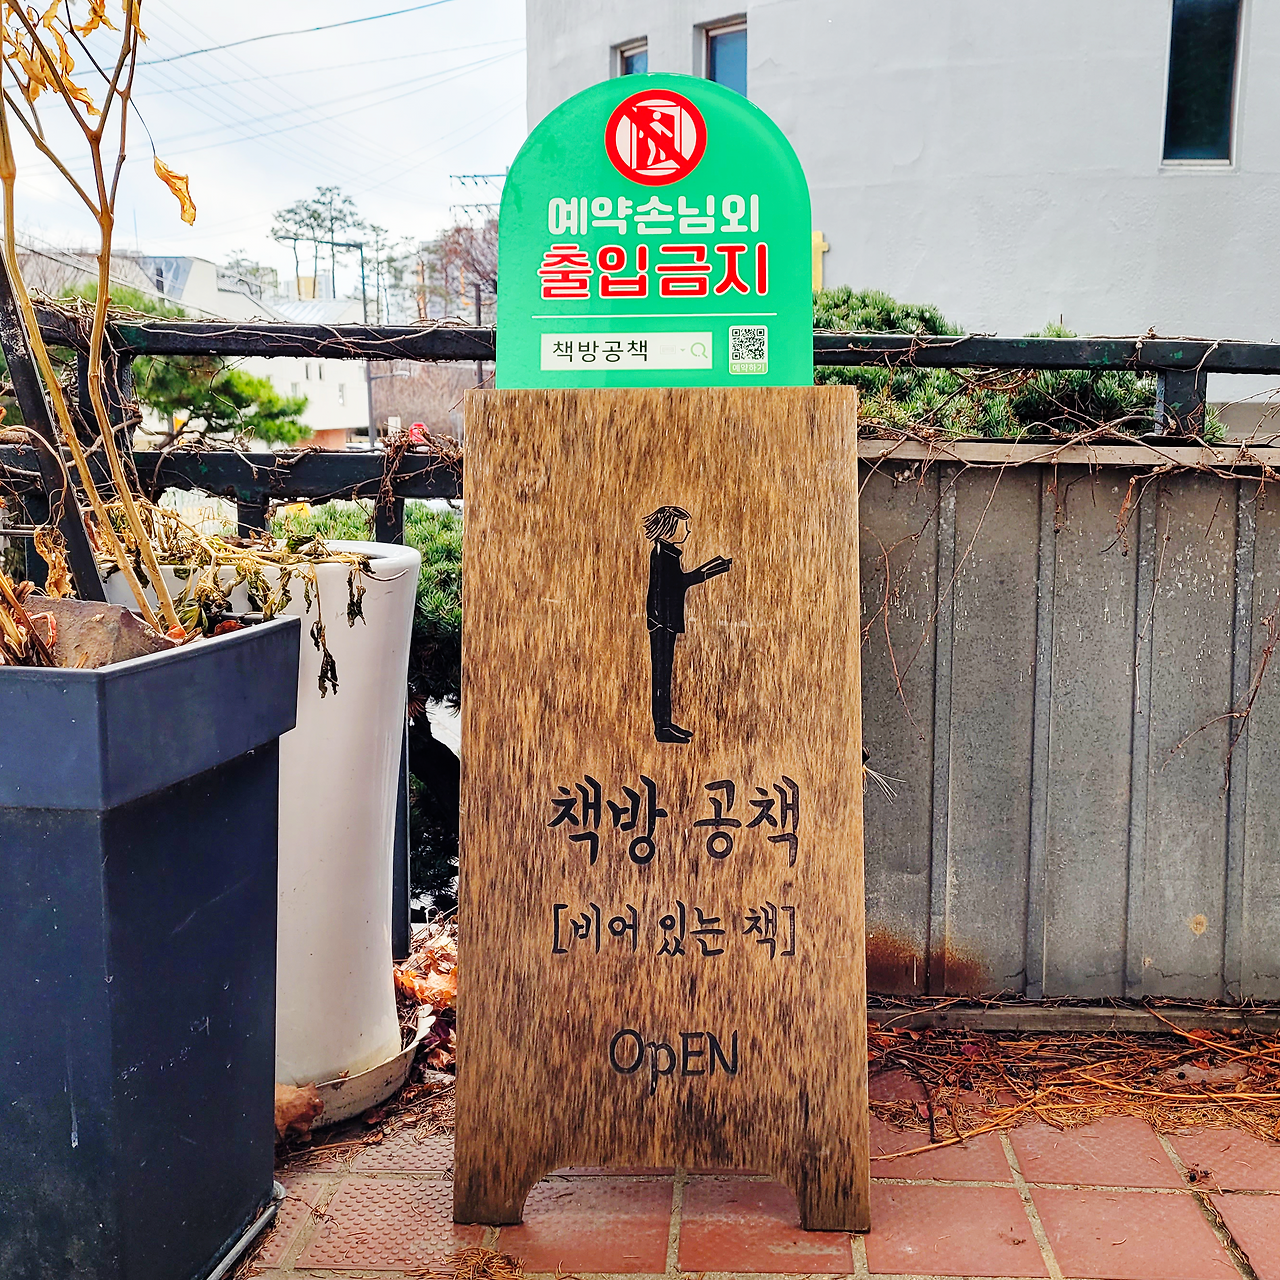 예약손님외
출입금지
책방공책
예약하기
책방 공책
[비어 있는 책]
OpEN